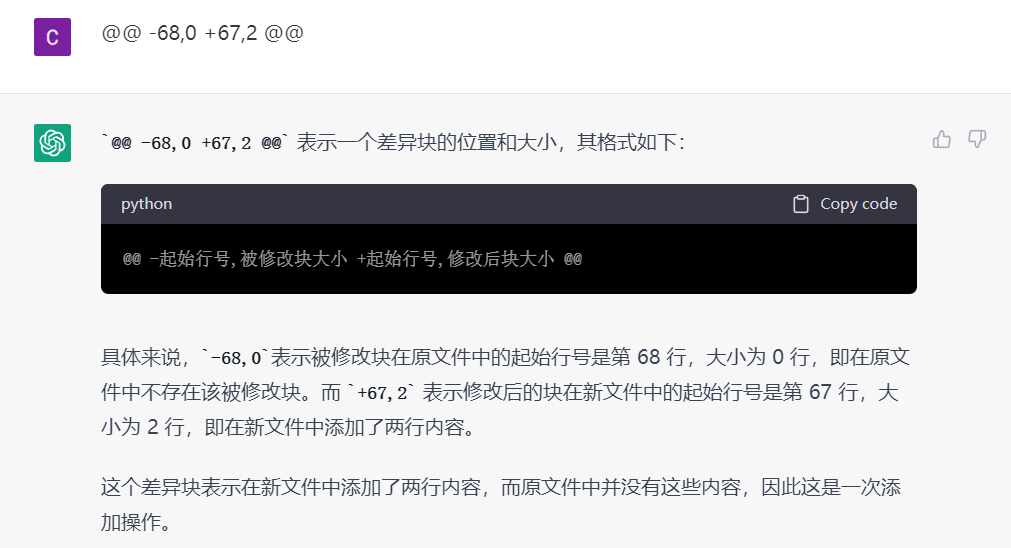 C
@@ -68,0 +67,2 @@
`@@ -68,0 +67,2 @@` 表示一个差异块的位置和大小，其格式如下：
python
Copy code
@@ -起始行号,被修改块大小 +起始行号,修改后块大小 @@
具体来说，`-68,0`表示被修改块在原文件中的起始行号是第 68 行，大小为 0 行，即在原文
件中不存在该被修改块。而 `+67,2` 表示修改后的块在新文件中的起始行号是第 67 行，大
小为 2 行，即在新文件中添加了两行内容。
这个差异块表示在新文件中添加了两行内容，而原文件中并没有这些内容，因此这是一次添
加操作。